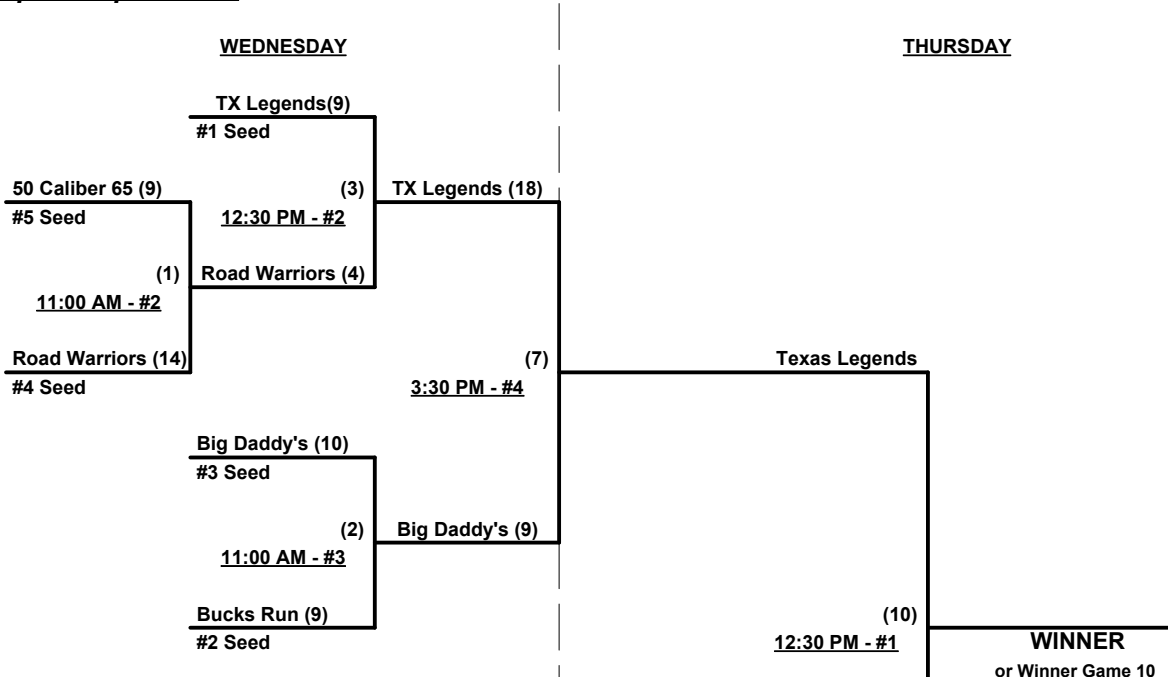 WEDNESDAY
THURSDAY
TX Legends(9)
#1 Seed
50 Caliber 65 (9)
(3)
TX Legends (18)
#5 Seed
12:30 PM - #2
(1)
Road Warriors (4)
11:00 AM - #2
Road Warriors (14)
(7)
Texas Legends
#4 Seed
3:30 PM - #4
Big Daddy's (10)
#3 Seed
(2)
Big Daddy's (9)
11:00 AM - #3
Bucks Run (9)
(10)
#2 Seed
12:30 PM - #1
WINNER
or Winner Game 10